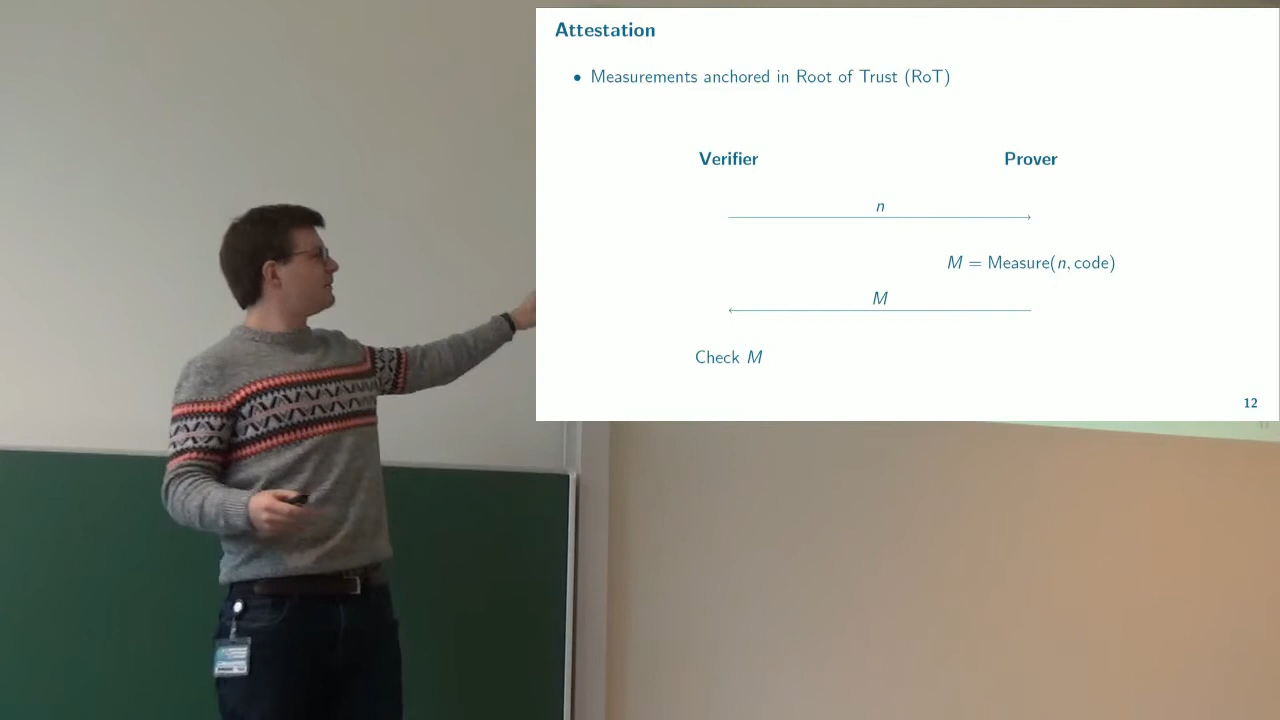 Attestation
• Measurements anchored in Root of Trust (RoT)
Verifier Prover
n
M = Measure(n, code)
M
Check M
12